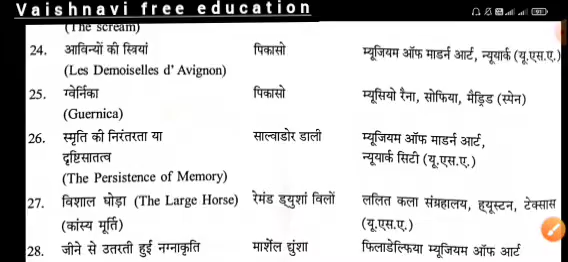 Vaishnavi free education
(The scream)
24. आविन्यों की स्त्रियां पिकासो म्यूजियम ऑफ माडर्न आर्ट, न्यूयार्क (यू.एस.ए.)
(Les Demoiselles d' Avignon)
25. ग्वेर्निका पिकासो म्यूसियो रैना, सोफिया, मैड्रिड (स्पेन)
(Guernica)
26. स्मृति की निरंतरता या साल्वाडोर डाली म्यूजियम ऑफ माडर्न आर्ट,
दृष्टिसातत्व न्यूयार्क सिटी (यू.एस.ए.)
(The Persistence of Memory)
27. विशाल घोड़ा (The Large Horse) रेमंड ड्युशां विलों ललित कला संग्रहालय, ह्यूस्टन, टेक्सास
(कांस्य मूर्ति) (यू.एस.ए.)
28. जीने से उतरती हुई नग्नाकृति मार्शेल द्युंशा फिलाडेल्फिया म्यूजियम ऑफ आर्ट